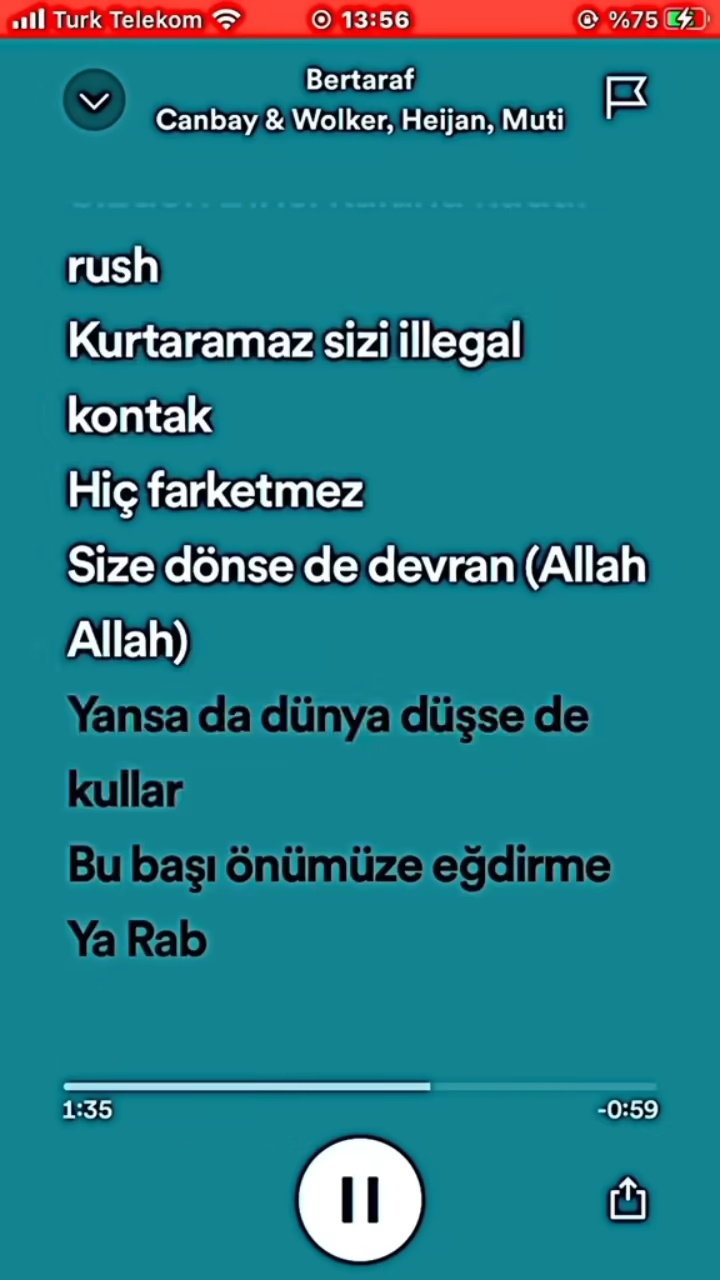 Turk Telekom 13:56 %75
Bertaraf
Canbay & Wolker, Heijan, Muti
rush
Kurtaramaz sizi illegal
kontak
Hiç farketmez
Size dönse de devran (Allah
Allah)
Yansa da dünya düşse de
kullar
Bu başı önümüze eğdirme
Ya Rab
1:35 -0:59